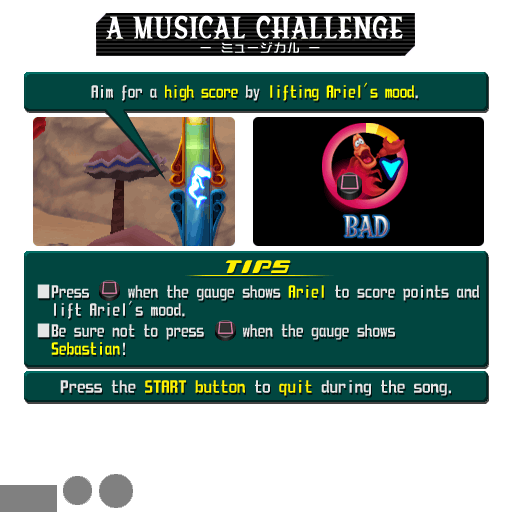 A MUSICAL CHALLENGE
— ミュージカル —
Aim for a high score by lifting Ariel's mood.
BAD
TIPS
■Press when the gauge shows Ariel to score points and
lift Ariel's mood.
■Be sure not to press when the gauge shows
Sebastian!
Press the START button to quit during the song.